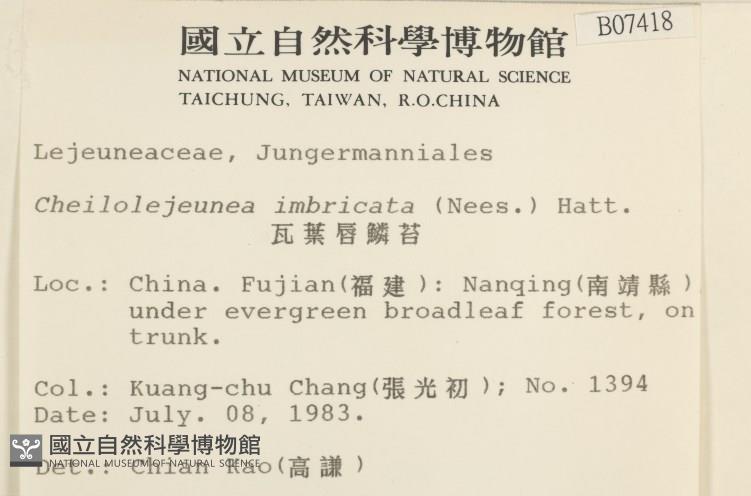 國立自然科學博物館
B07418
NATIONAL MUSEUM OF NATURAL SCIENCE
TAICHUNG, TAIWAN, R.O.CHINA
Lejeuneaceae, Jungermanniales
Cheilolejeunea imbricata (Nees.) Hatt.
瓦葉唇鱗苔
Loc.: China. Fujian(福建): Nanqing(南靖縣)
under evergreen broadleaf forest, on
trunk.
Col.: Kuang-chu Chang(張光初); No. 1394
Date: July. 08, 1983.
國立自然科學博物館
NATIONAL MUSEUM OF NATURAL SCIENCE
Det.: Chian Kao(高謙)